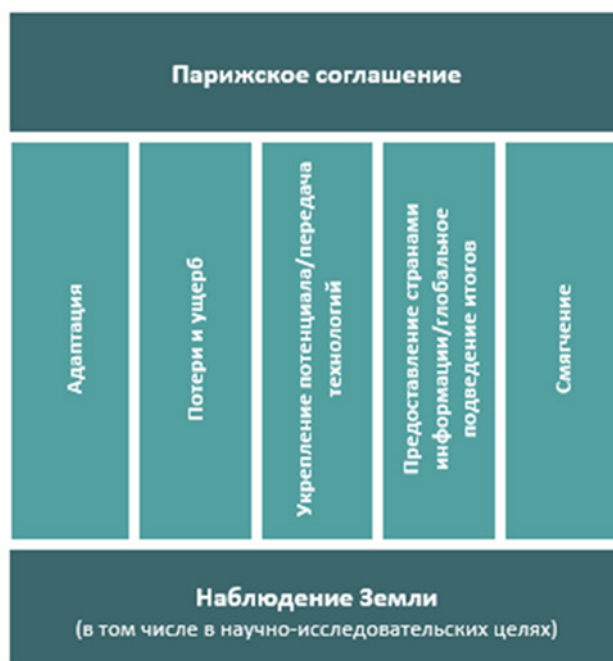 Парижское соглашение
Адаптация
Потери и ущерб
Укрепление потенциала/передача
технологий
Предоставление странами
информации/глобальное
подведение итогов
Смягчение
Наблюдение Земли
(в том числе в научно-исследовательских целях)